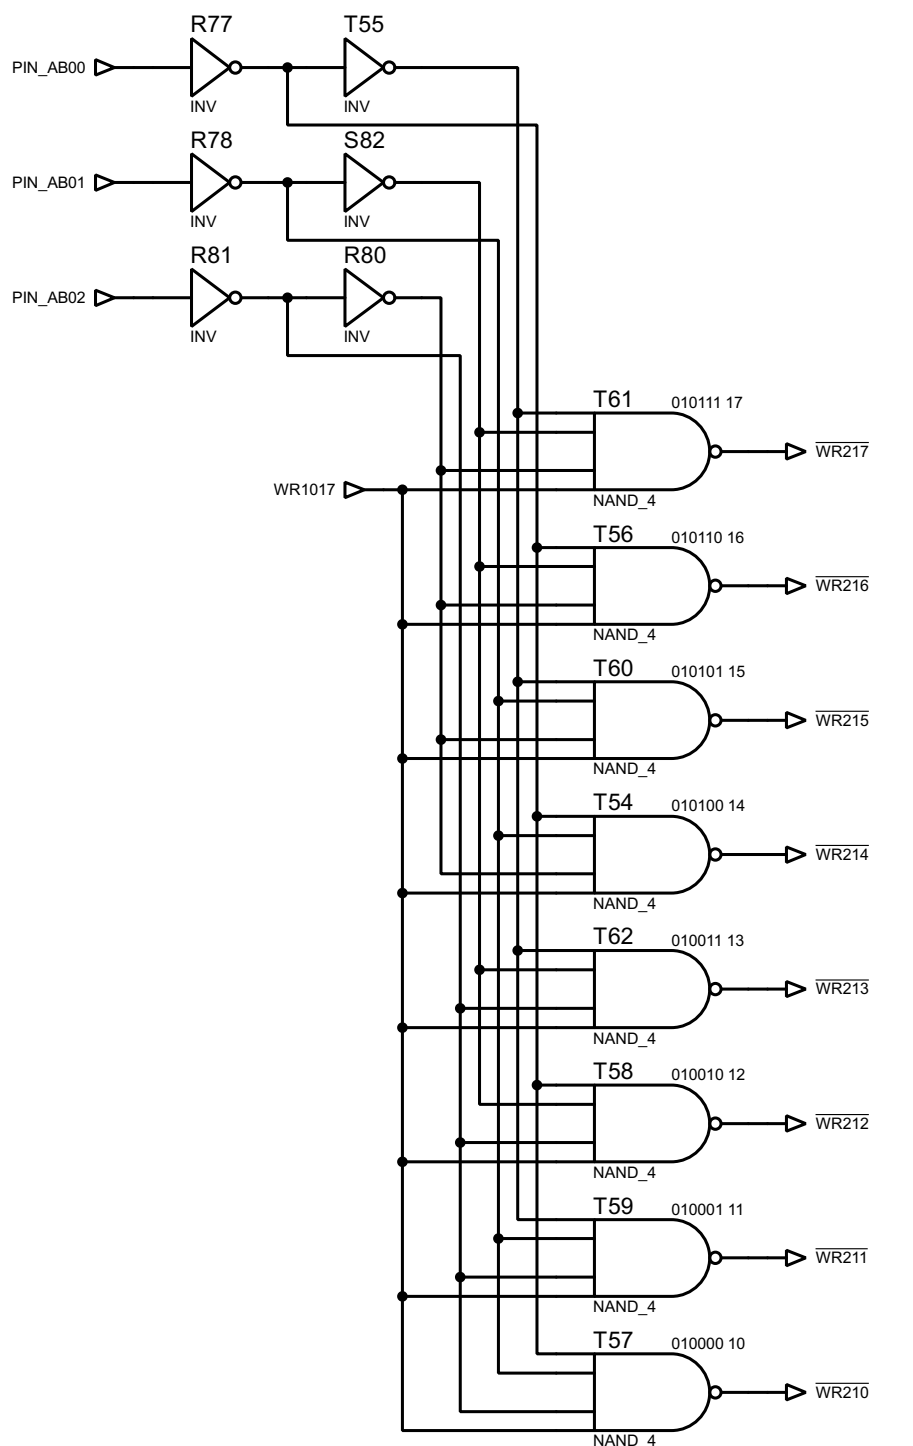 R77 T55
PIN_AB00
INV INV
R78 S82
PIN_AB01
INV INV
R81 R80
PIN_AB02
INV INV
T61 010111 17
WR217
WR1017
NAND_4
T56 010110 16
WR216
NAND_4
T60 010101 15
WR215
NAND_4
T54 010100 14
WR214
NAND_4
T62 010011 13
WR213
NAND_4
T58 010010 12
WR212
NAND_4
T59 010001 11
WR211
NAND_4
T57 010000 10
WR210
NAND_4